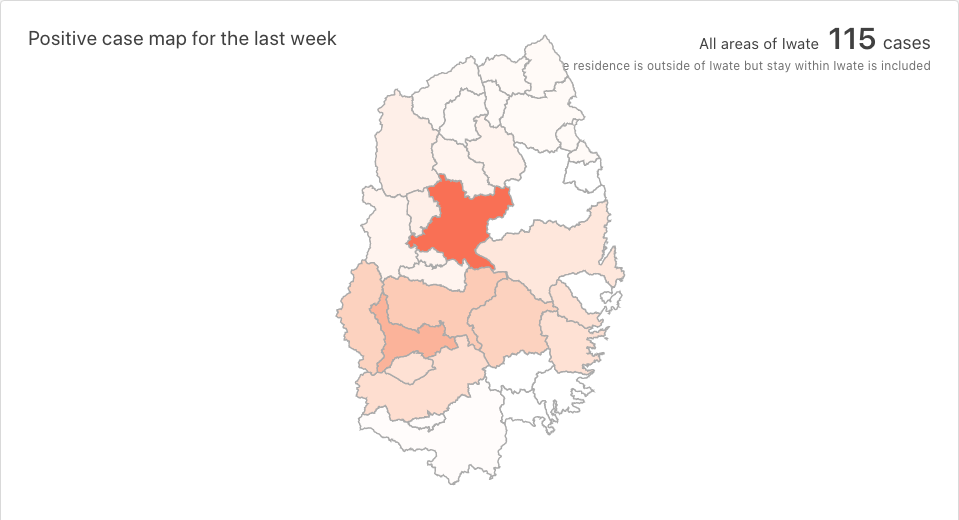 Positive case map for the last week
All areas of Iwate 115 cases
residence is outside of Iwate but stay within Iwate is included